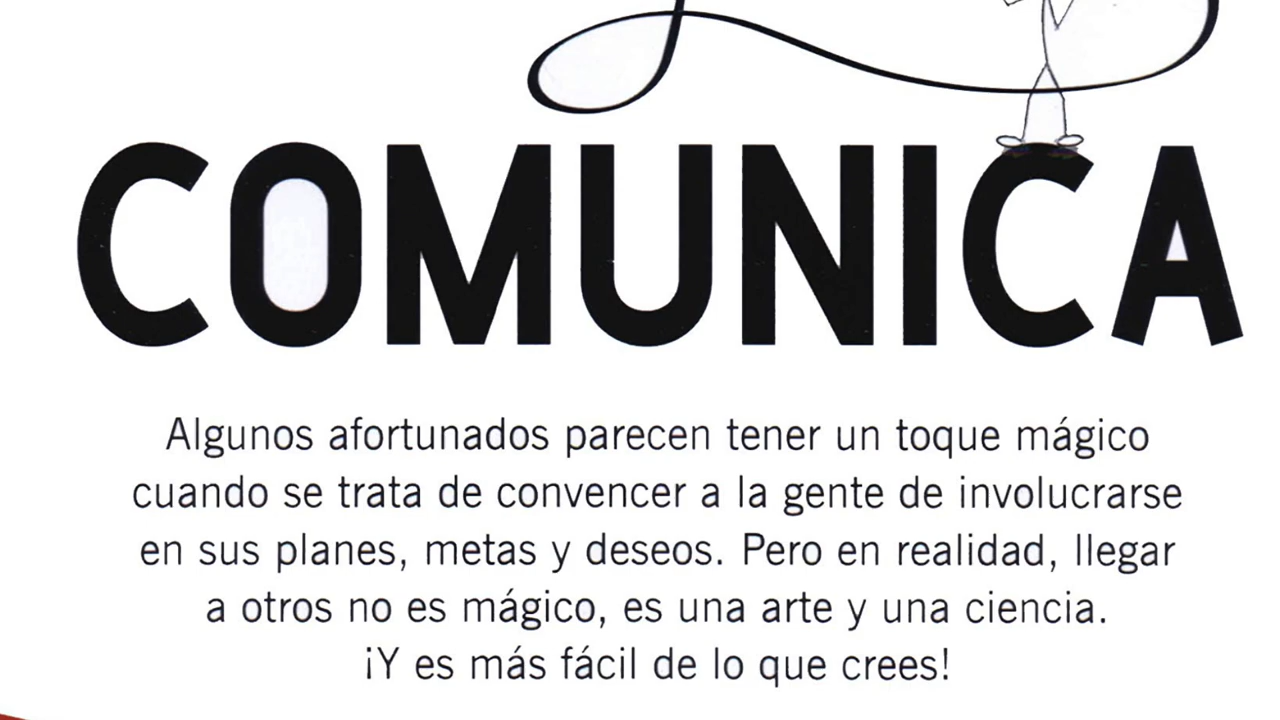 COMUNICA
Algunos afortunados parecen tener un toque mágico
cuando se trata de convencer a la gente de involucrarse
en sus planes, metas y deseos. Pero en realidad, llegar
a otros no es mágico, es una arte y una ciencia.
¡Y es más fácil de lo que crees!